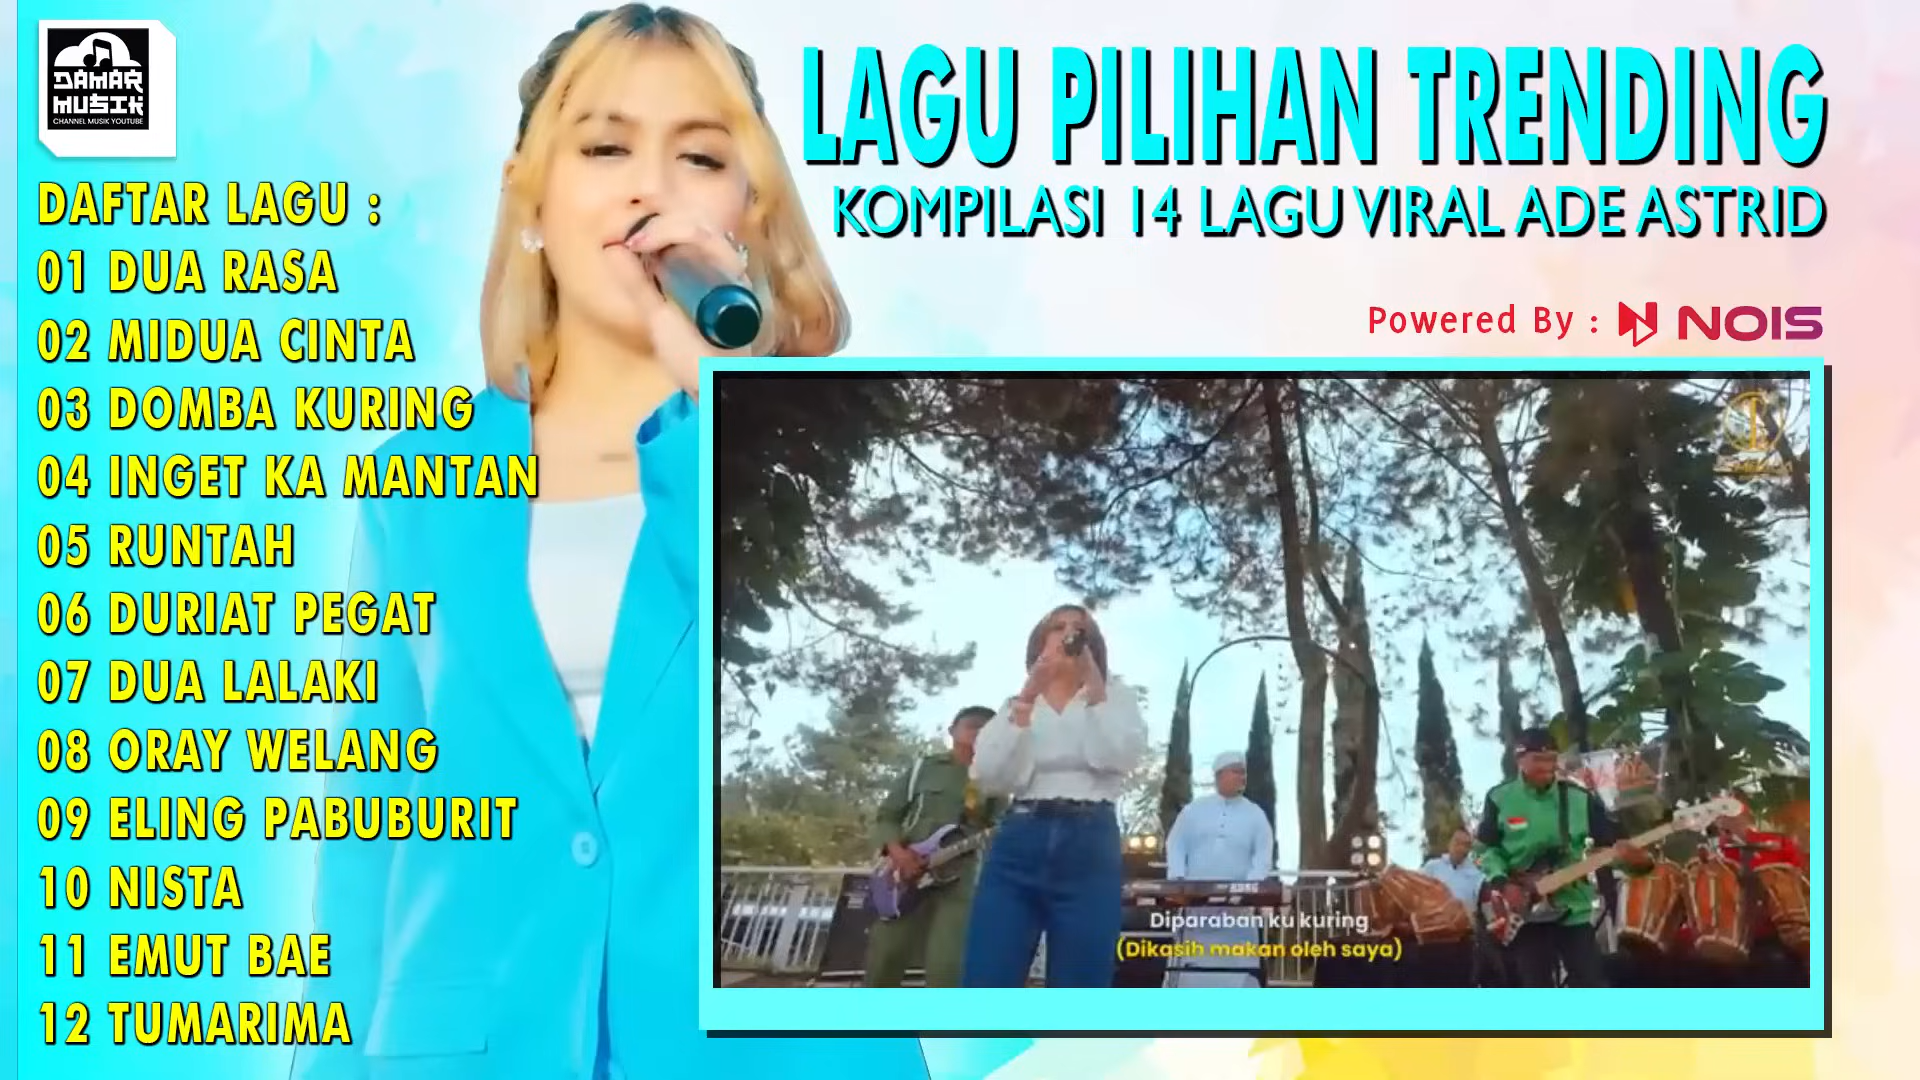 DAMAR
MUSIK
CHANNEL MUSIK YOUTUBE
LAGU PILIHAN TRENDING
KOMPILASI 14 LAGU VIRAL ADE ASTRID
Powered By : NOIS
DAFTAR LAGU :
01 DUA RASA
02 MIDUA CINTA
03 DOMBA KURING
04 INGET KA MANTAN
05 RUNTAH
06 DURIAT PEGAT
07 DUA LALAKI
08 ORAY WELANG
09 ELING PABUBURIT
10 NISTA
11 EMUT BAE
12 TUMARIMA
KORG
Diparaban ku kuring
(Dikasih makan oleh saya)